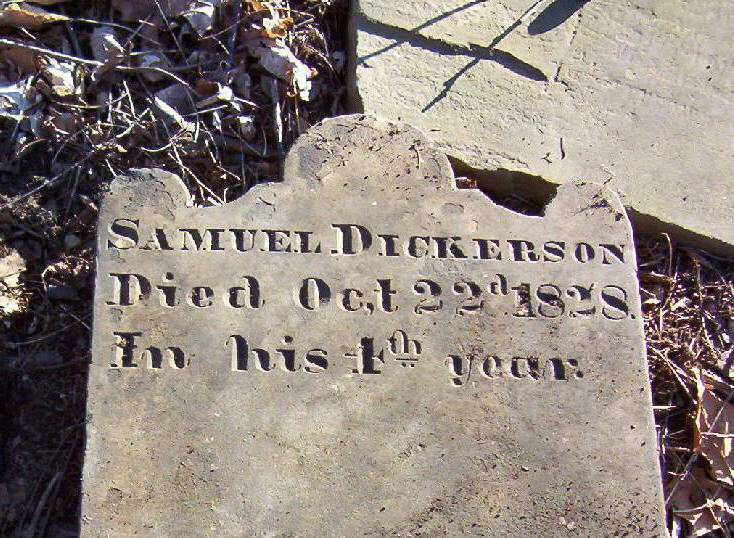 SAMUEL DICKERSON
Died Oc,t 22d 1828.
In his 4th year.